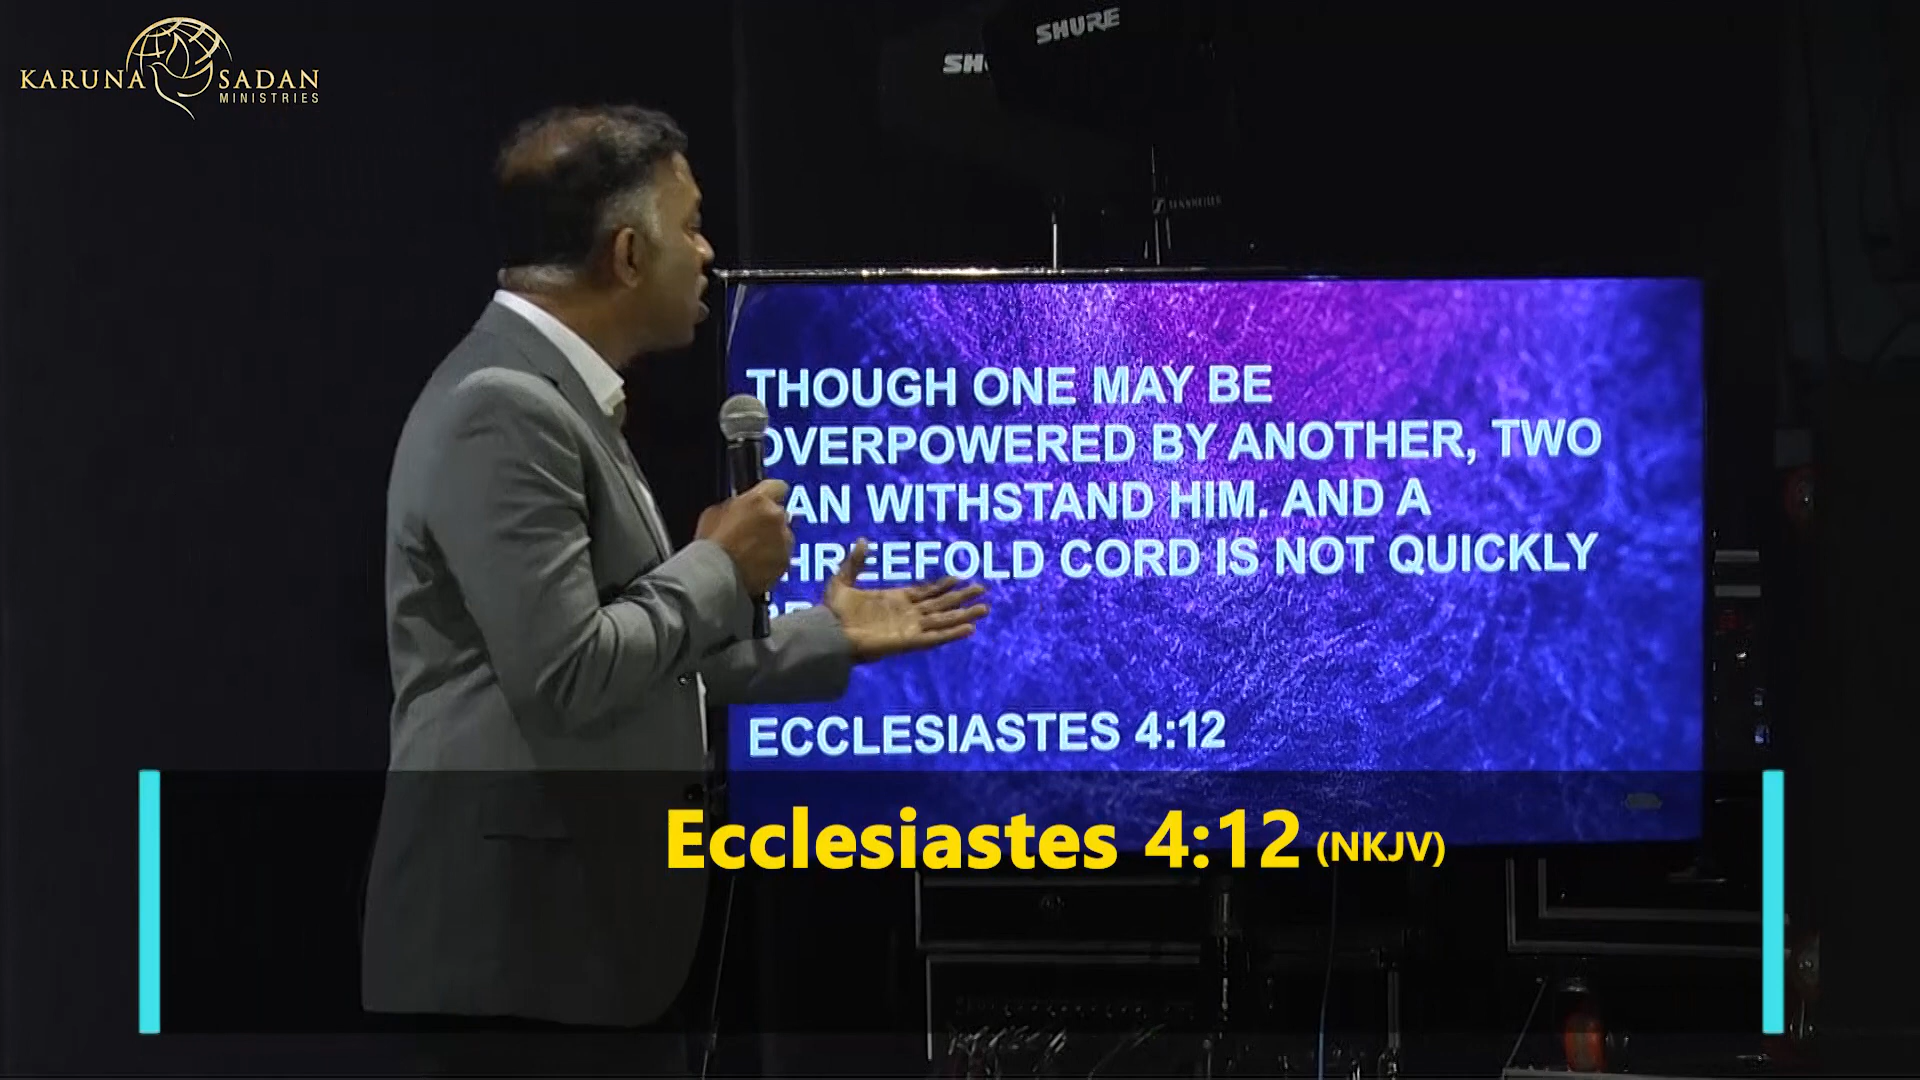 KARUNA SADAN
MINISTRIES
SHURE
SENNHEISER
THOUGH ONE MAY BE
OVERPOWERED BY ANOTHER, TWO
AN WITHSTAND HIM. AND A
HREEFOLD CORD IS NOT QUICKLY
ECCLESIASTES 4:12
Ecclesiastes 4:12 (NKJV)